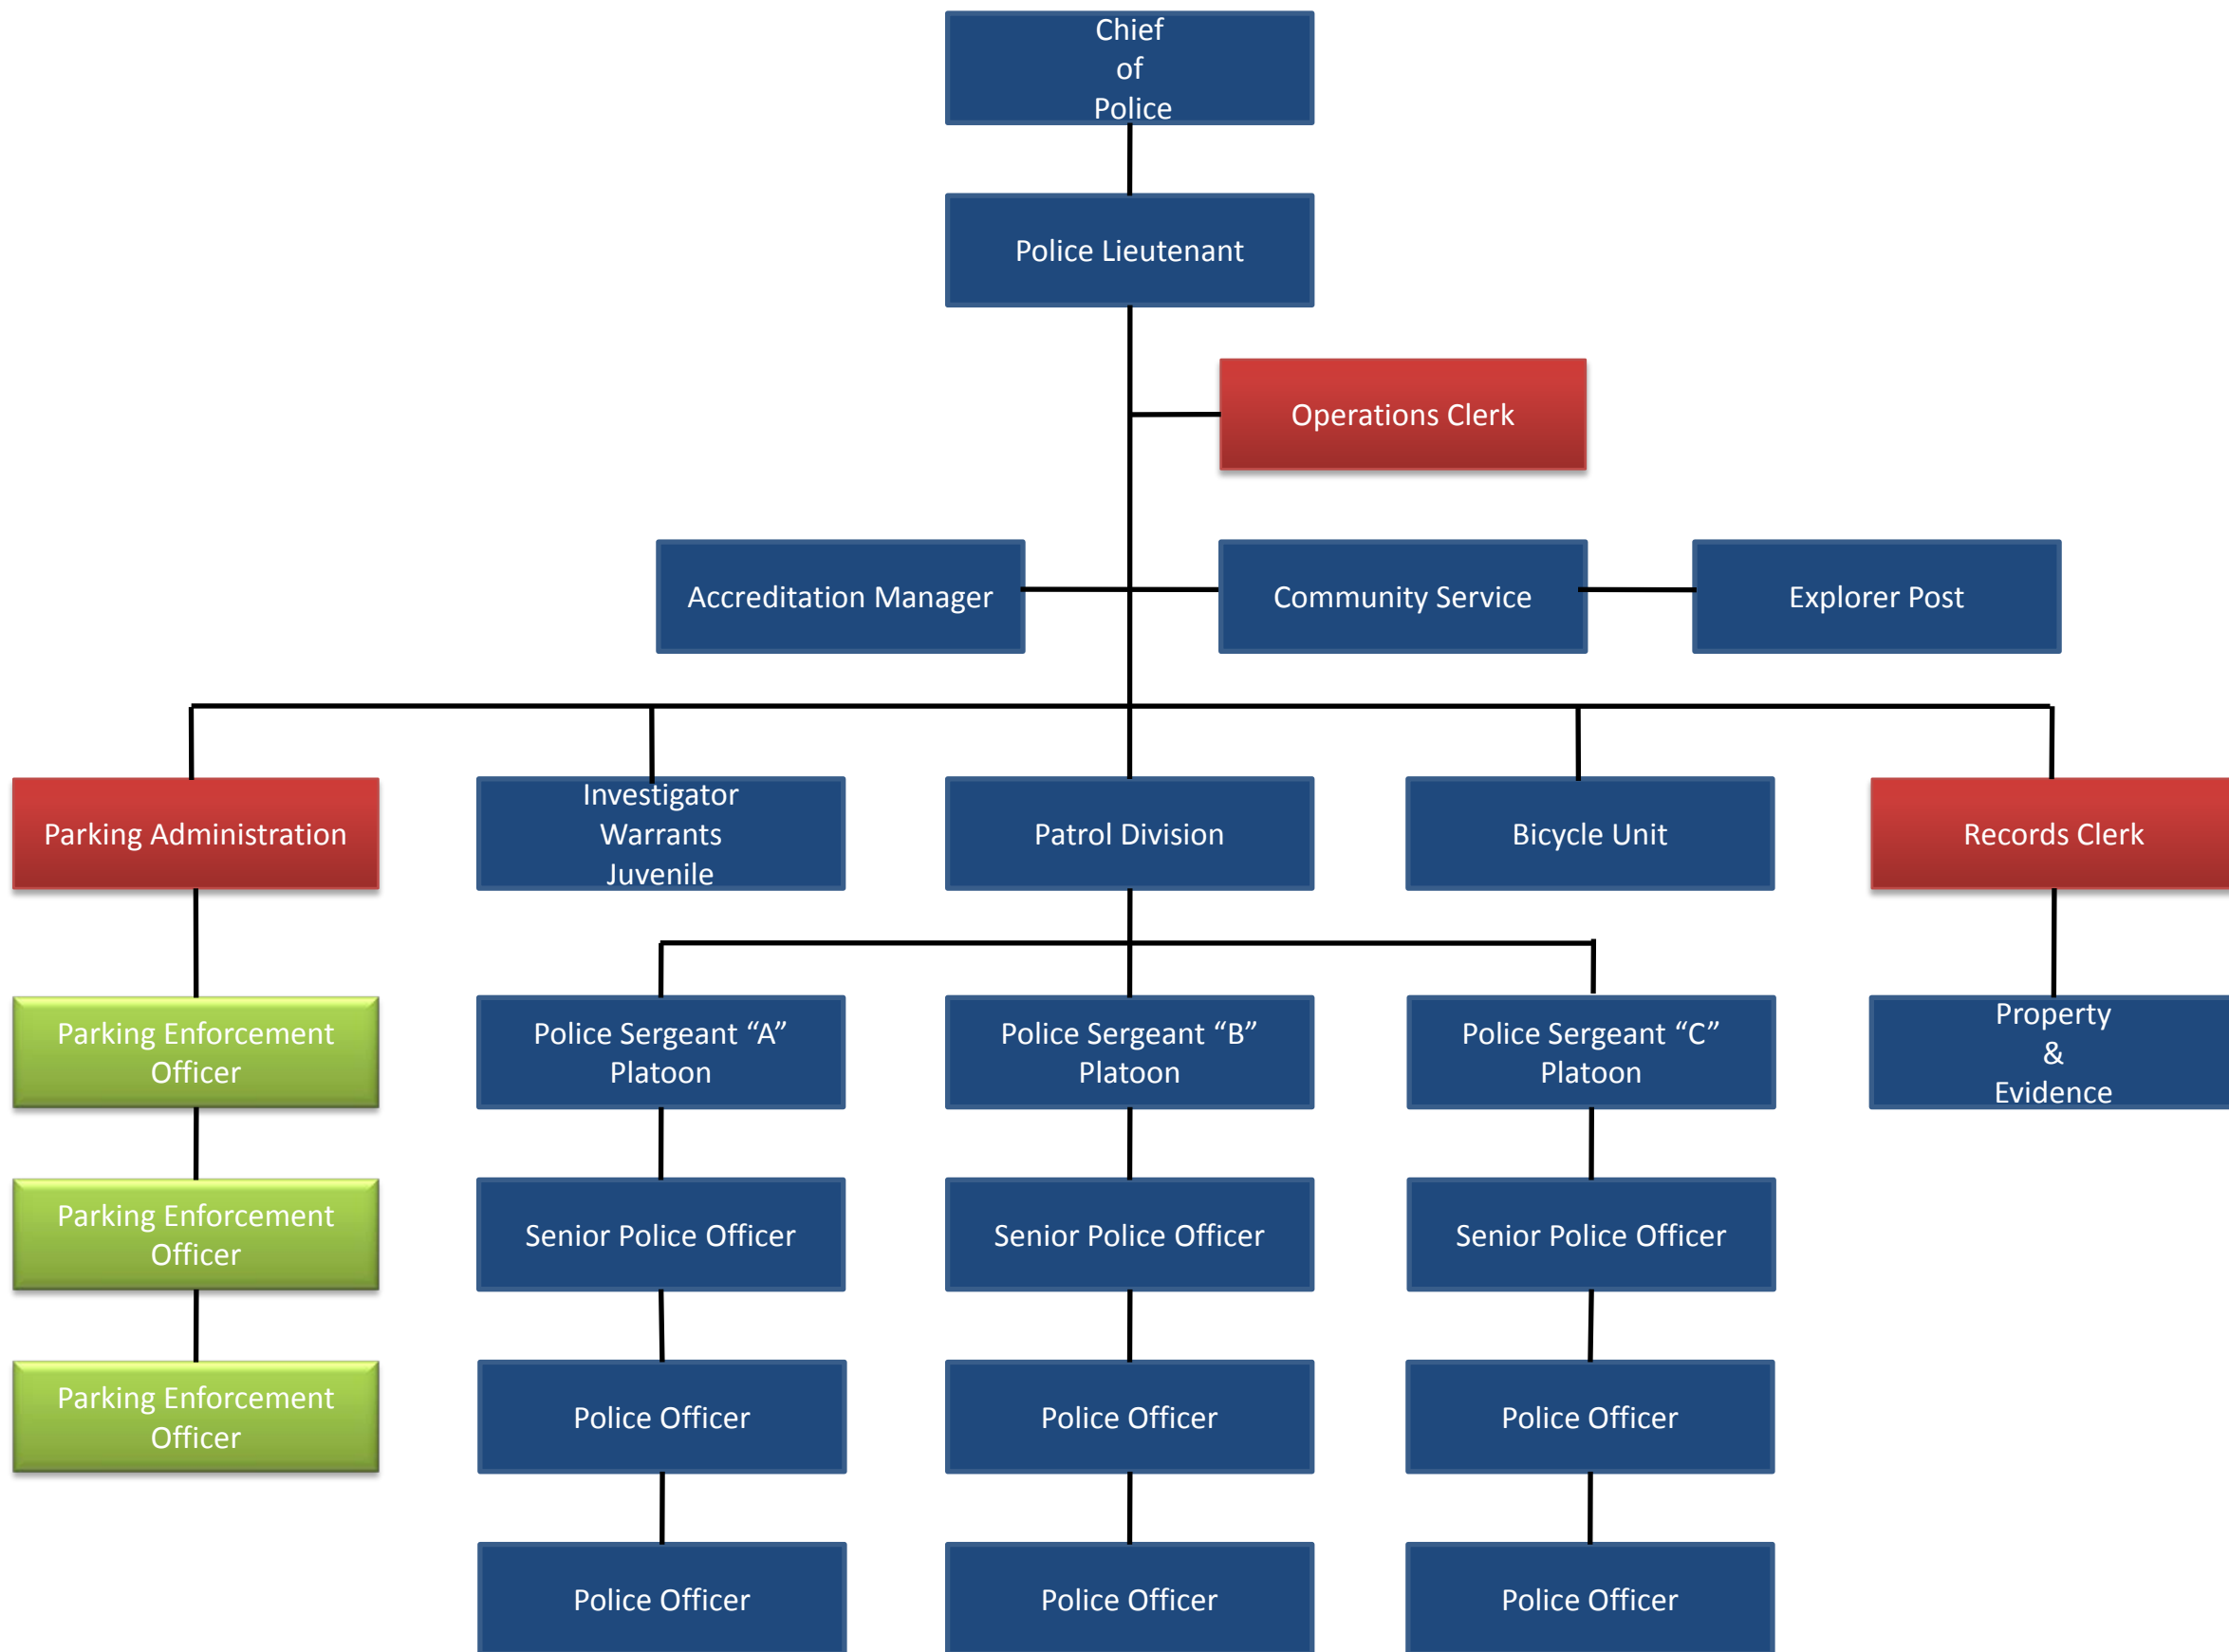 Chief
of
Police
Police Lieutenant
Operations Clerk
Accreditation Manager
Community Service
Explorer Post
Parking Administration
Investigator
Warrants
Juvenile
Patrol Division
Bicycle Unit
Records Clerk
Parking Enforcement
Officer
Police Sergeant “A”
Platoon
Police Sergeant “B”
Platoon
Police Sergeant “C”
Platoon
Property
&
Evidence
Parking Enforcement
Officer
Senior Police Officer
Senior Police Officer
Senior Police Officer
Parking Enforcement
Officer
Police Officer
Police Officer
Police Officer
Police Officer
Police Officer
Police Officer